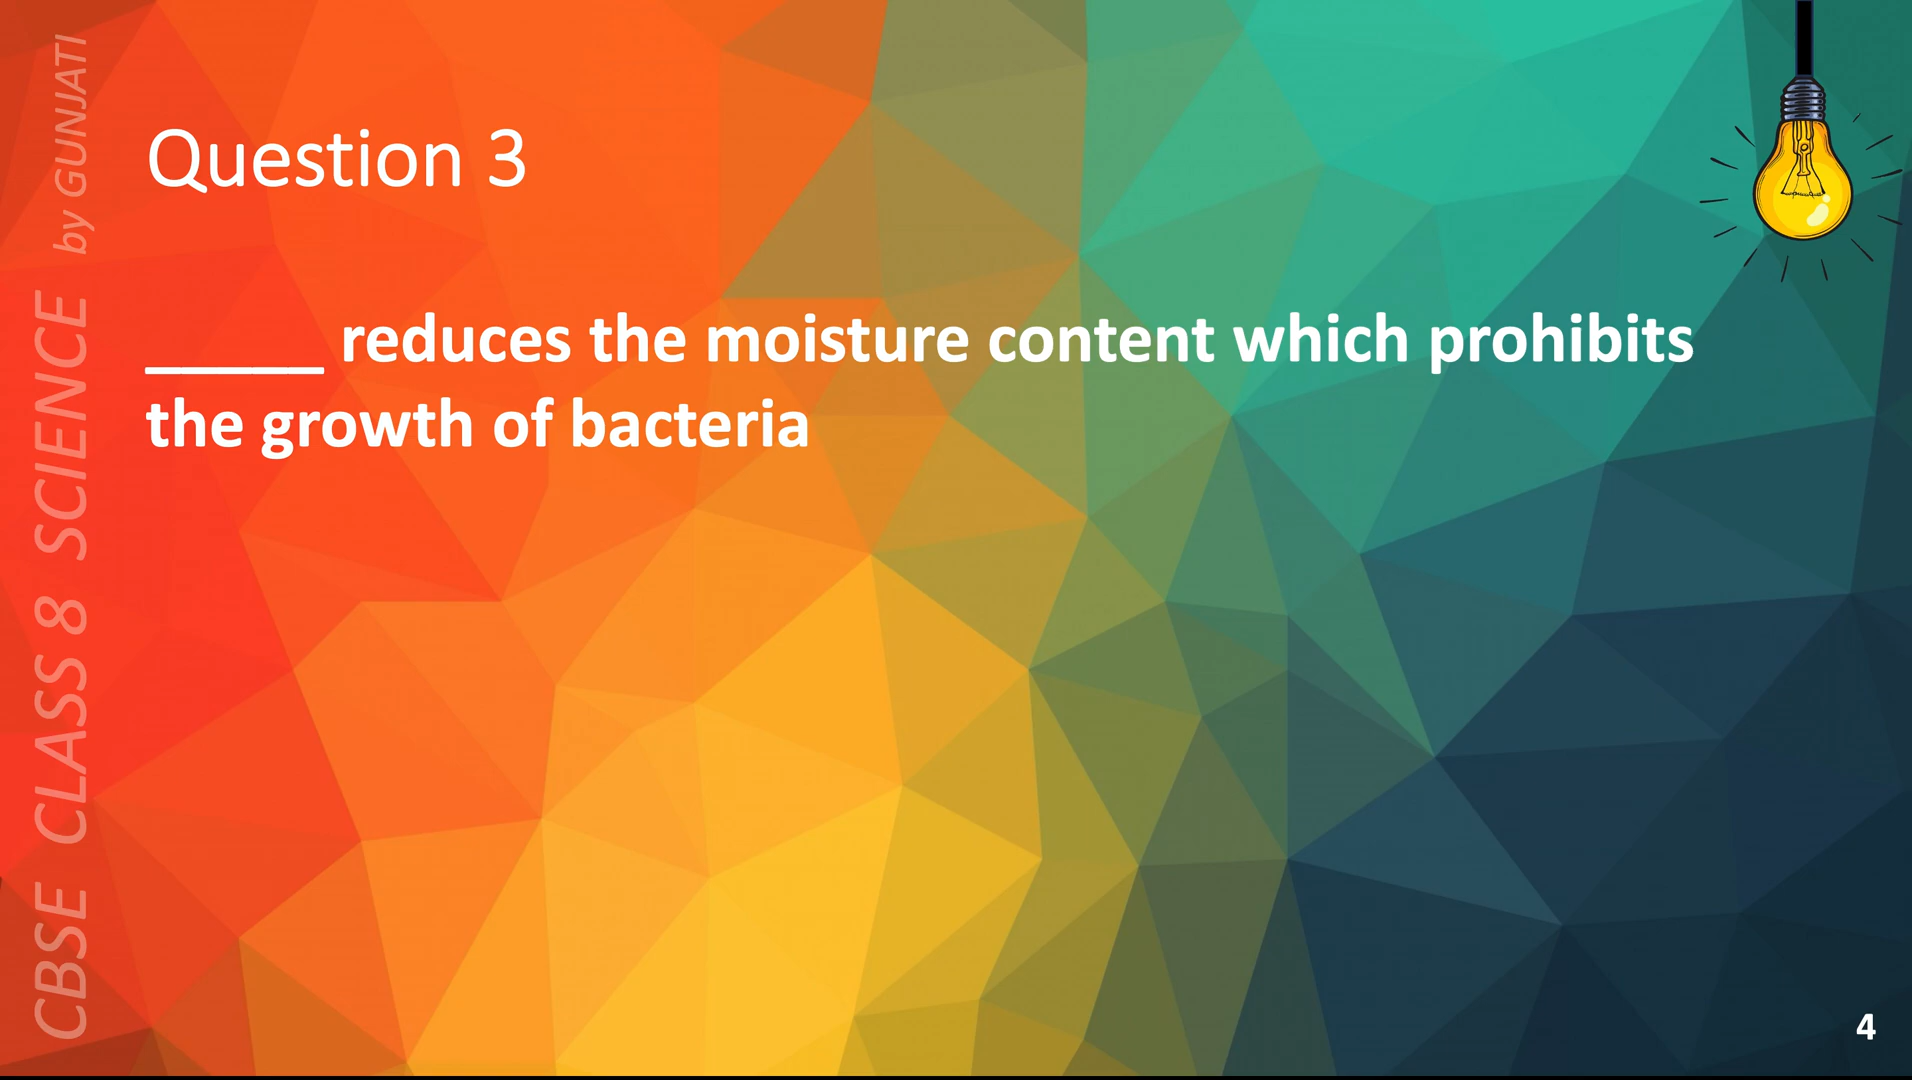 Question 3
_____ reduces the moisture content which prohibits
the growth of bacteria
CBSE CLASS 8 SCIENCE by GUNJATI
4